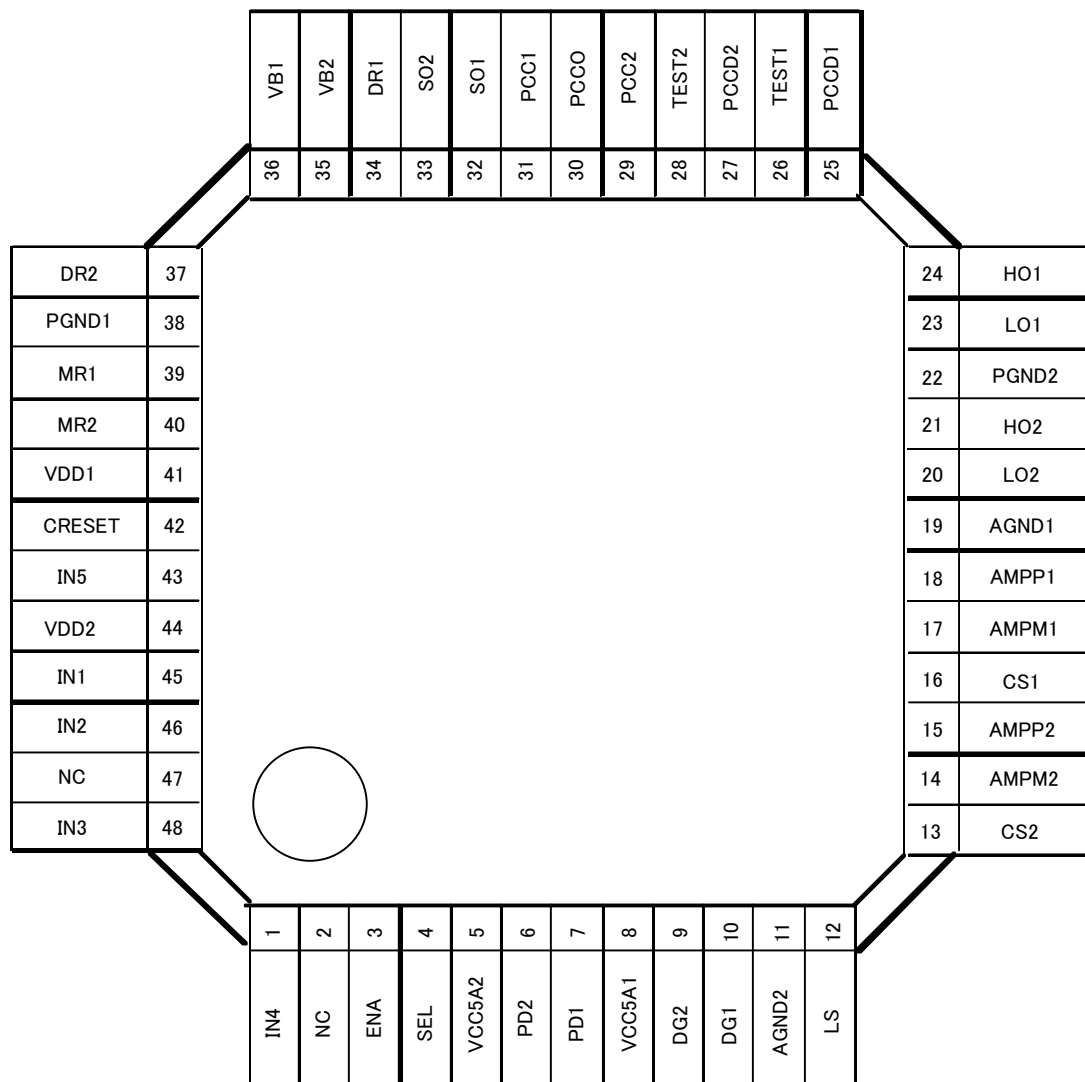 VB1 VB2 DR1 SO2 SO1 PCC1 PCCO PCC2 TEST2 PCCD2 TEST1 PCCD1
36 35 34 33 32 31 30 29 28 27 26 25
DR2 37
PGND1 38
MR1 39
MR2 40
VDD1 41
CRESET 42
IN5 43
VDD2 44
IN1 45
IN2 46
NC 47
IN3 48
24 HO1
23 LO1
22 PGND2
21 HO2
20 LO2
19 AGND1
18 AMPP1
17 AMPM1
16 CS1
15 AMPP2
14 AMPM2
13 CS2
1 2 3 4 5 6 7 8 9 10 11 12
IN4 NC ENA SEL VCC5A2 PD2 PD1 VCC5A1 DG2 DG1 AGND2 LS